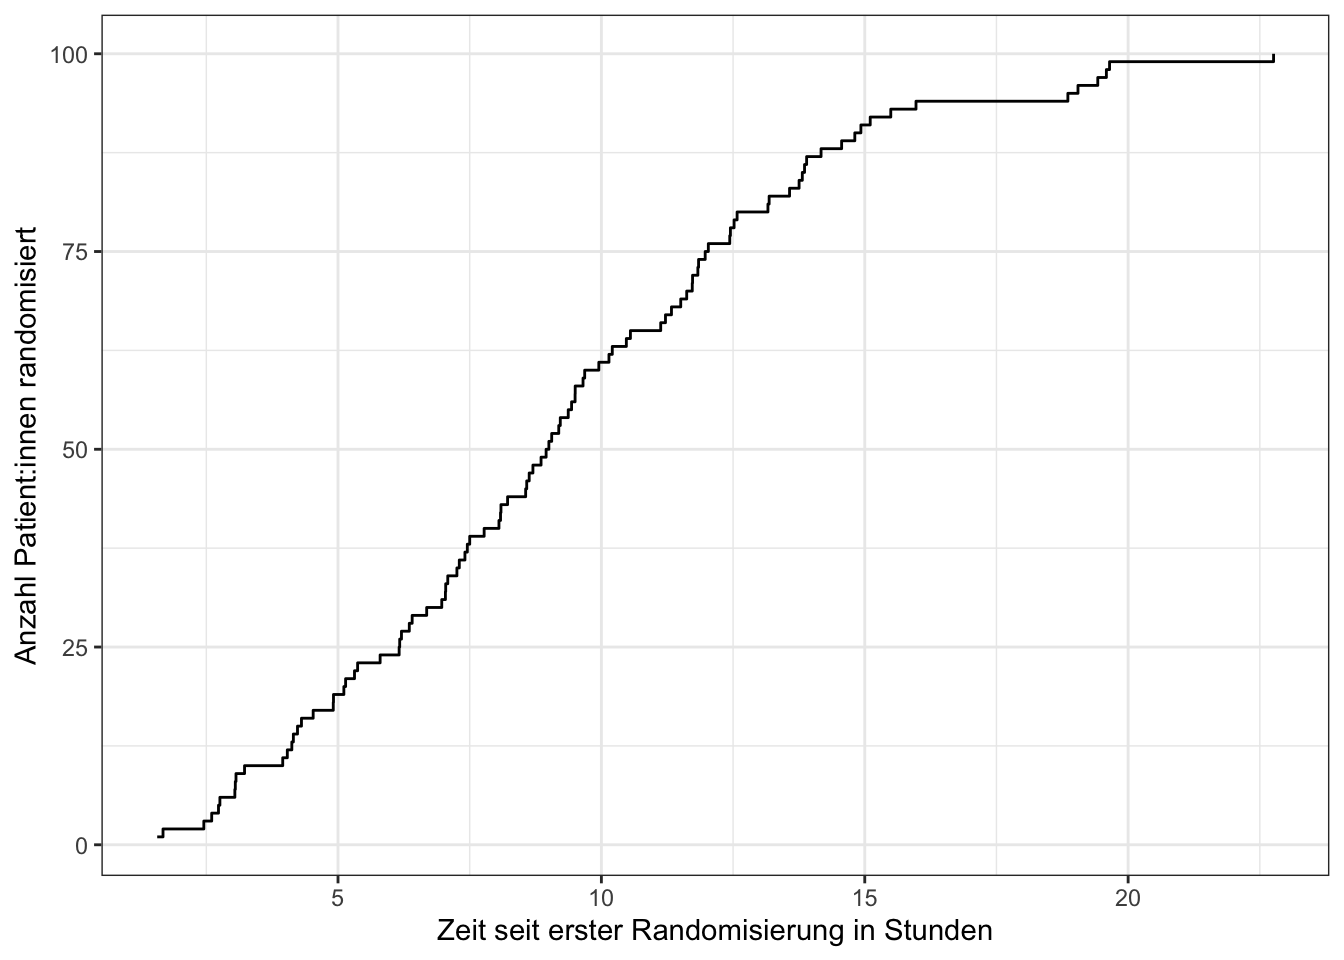 100
75
50
25
0
Anzahl Patient:innen randomisiert
5 10 15 20
Zeit seit erster Randomisierung in Stunden